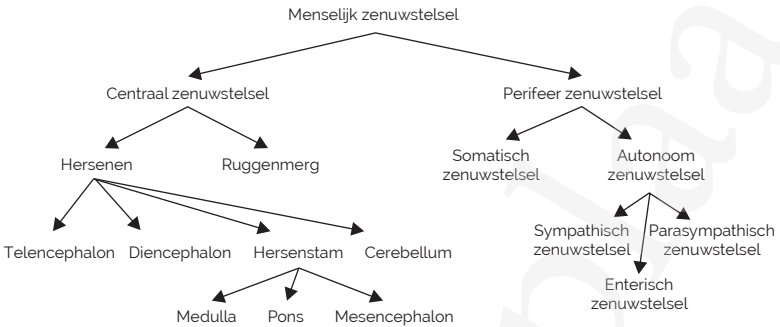 Menselijk zenuwstelsel
Centraal zenuwstelsel
Perifeer zenuwstelsel
Hersenen
Ruggenmerg
Somatisch
zenuwstelsel
Autonoom
zenuwstelsel
Telencephalon
Diencephalon
Hersenstam
Cerebellum
Sympathisch
zenuwstelsel
Parasympathisch
zenuwstelsel
Enterisch
zenuwstelsel
Medulla
Pons
Mesencephalon